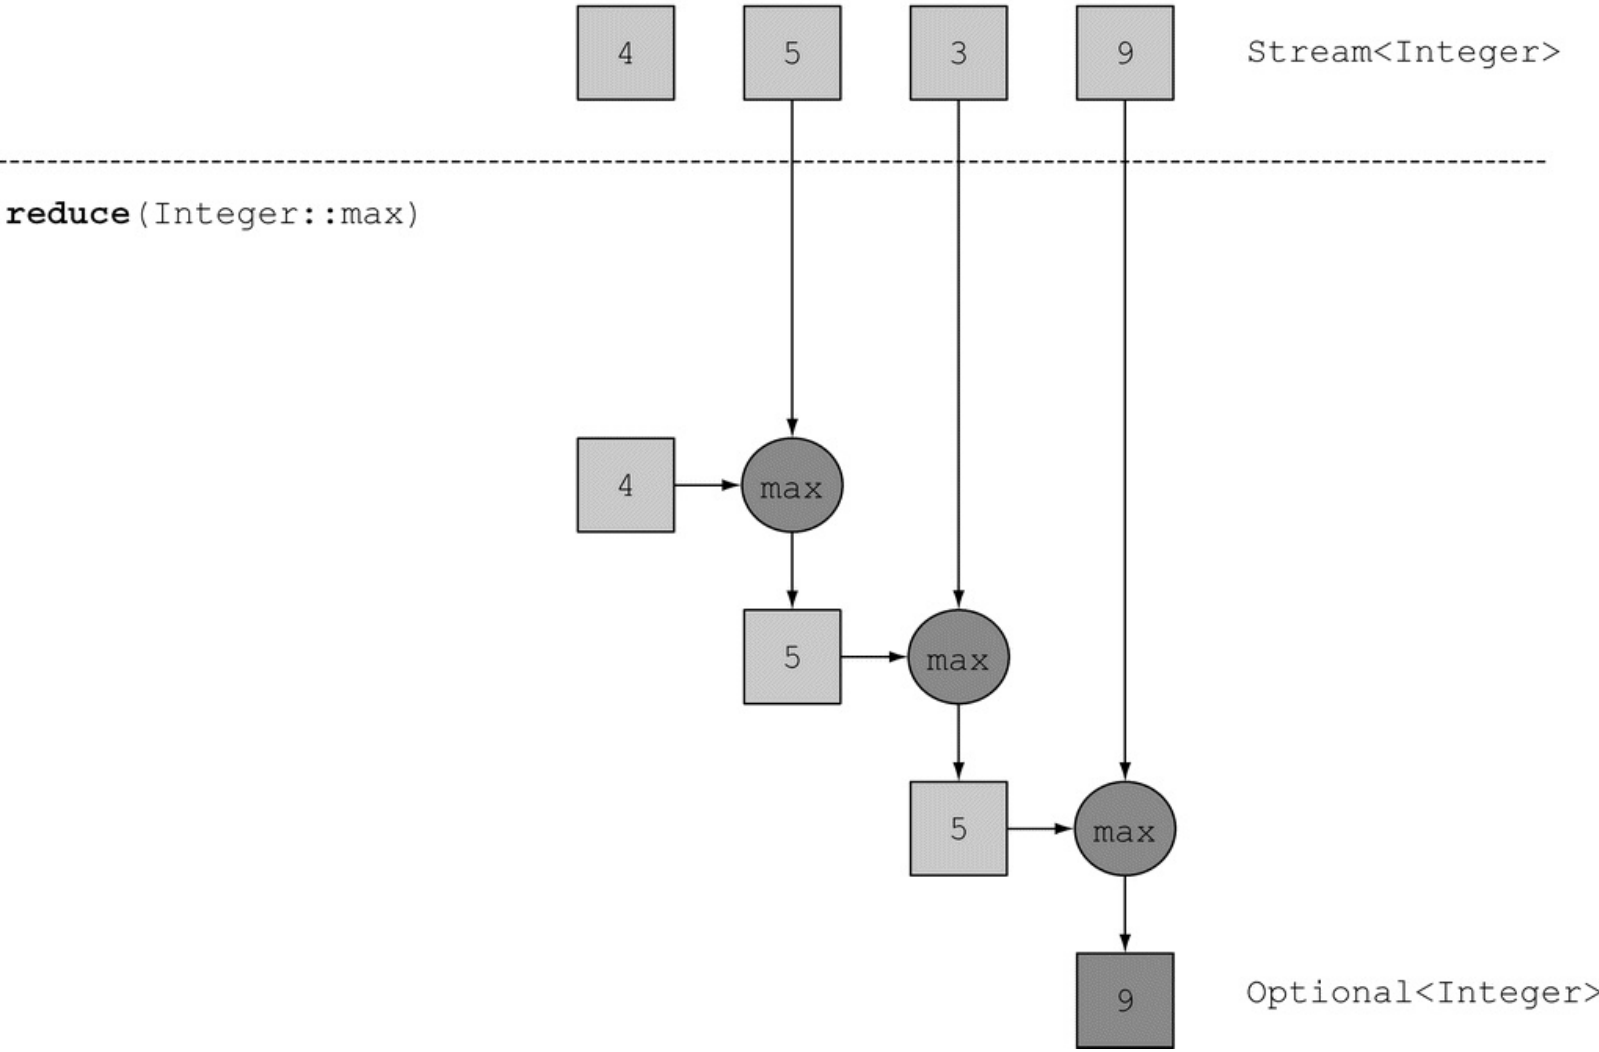 4 5 3 9 Stream<Integer>
reduce(Integer::max)
4 max
5 max
5 max
9 Optional<Integer>